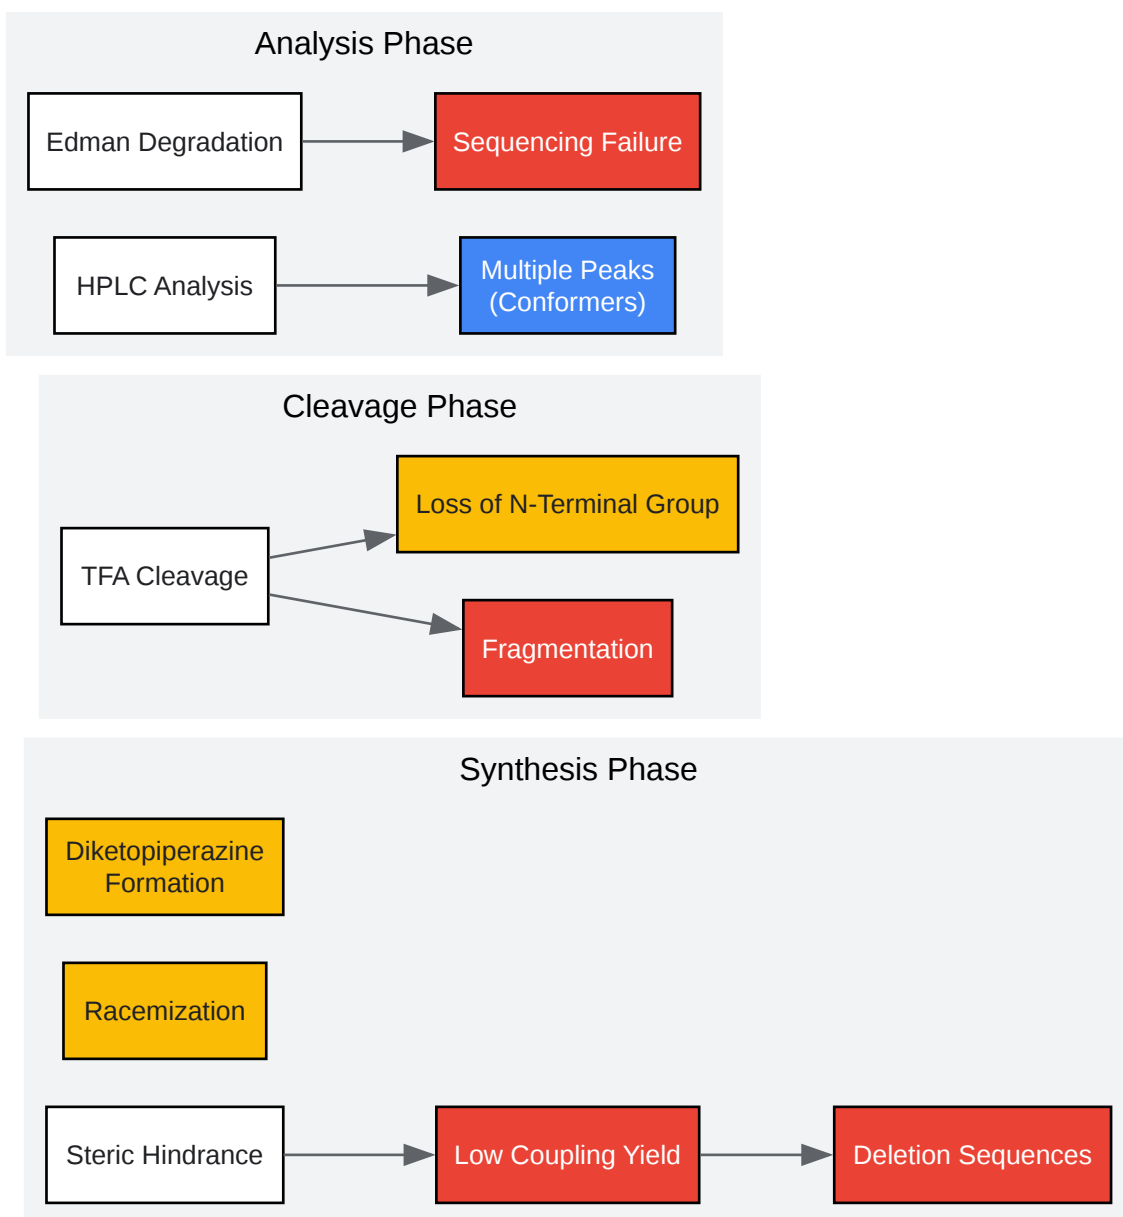 Analysis Phase
Edman Degradation
Sequencing Failure
HPLC Analysis
Multiple Peaks
(Conformers)
Cleavage Phase
Loss of N-Terminal Group
TFA Cleavage
Fragmentation
Synthesis Phase
Diketopiperazine
Formation
Racemization
Steric Hindrance
Low Coupling Yield
Deletion Sequences